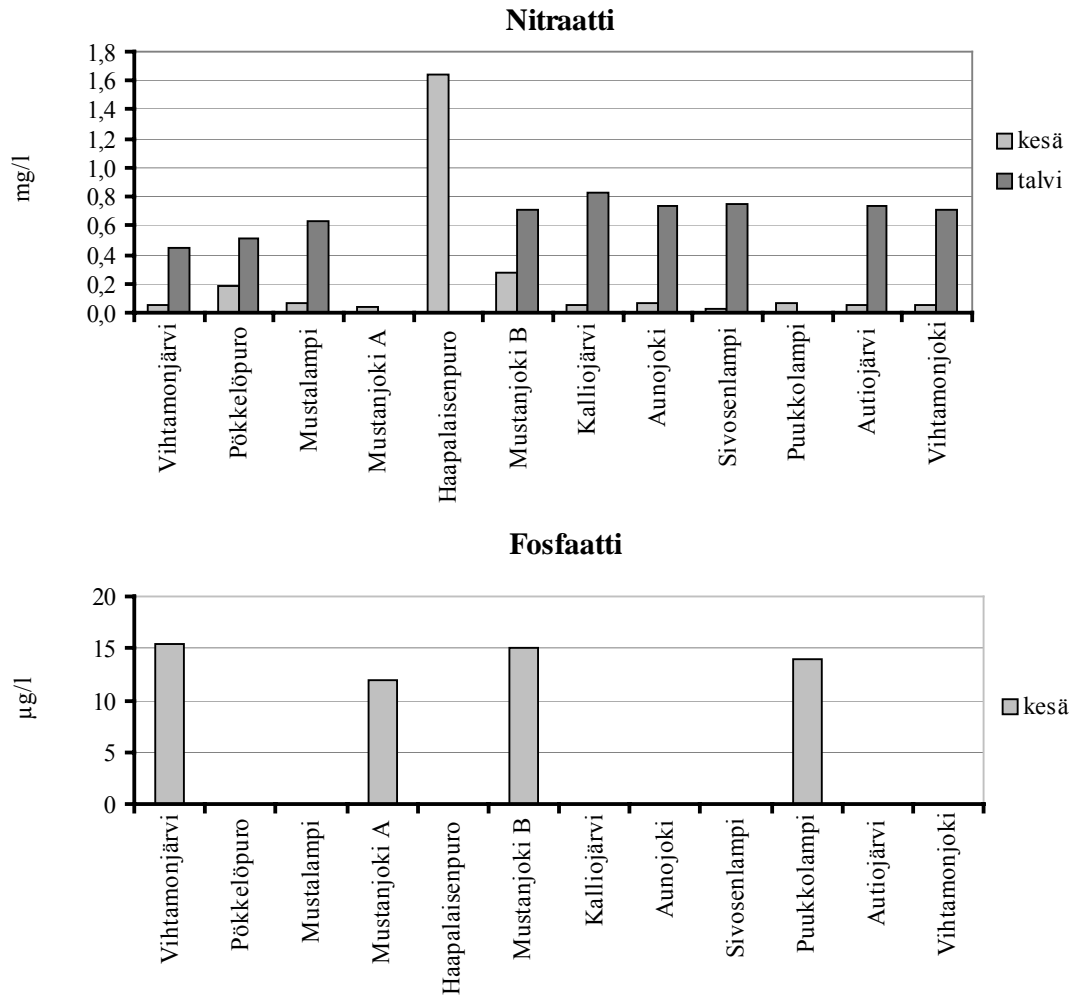 Nitraatti
mg/l
1,8
1,6
1,4
1,2
1,0
0,8
0,6
0,4
0,2
0,0
Vihtamonjärvi
Pökkelöpuro
Mustalampi
Mustanjoki A
Haapalaisenpuro
Mustanjoki B
Kalliojärvi
Aunojoki
Sivosenlampi
Puukkolampi
Autiojärvi
Vihtamonjoki
kesä
talvi
Fosfaatti
µg/l
20
15
10
5
0
Vihtamonjärvi
Pökkelöpuro
Mustalampi
Mustanjoki A
Haapalaisenpuro
Mustanjoki B
Kalliojärvi
Aunojoki
Sivosenlampi
Puukkolampi
Autiojärvi
Vihtamonjoki
kesä